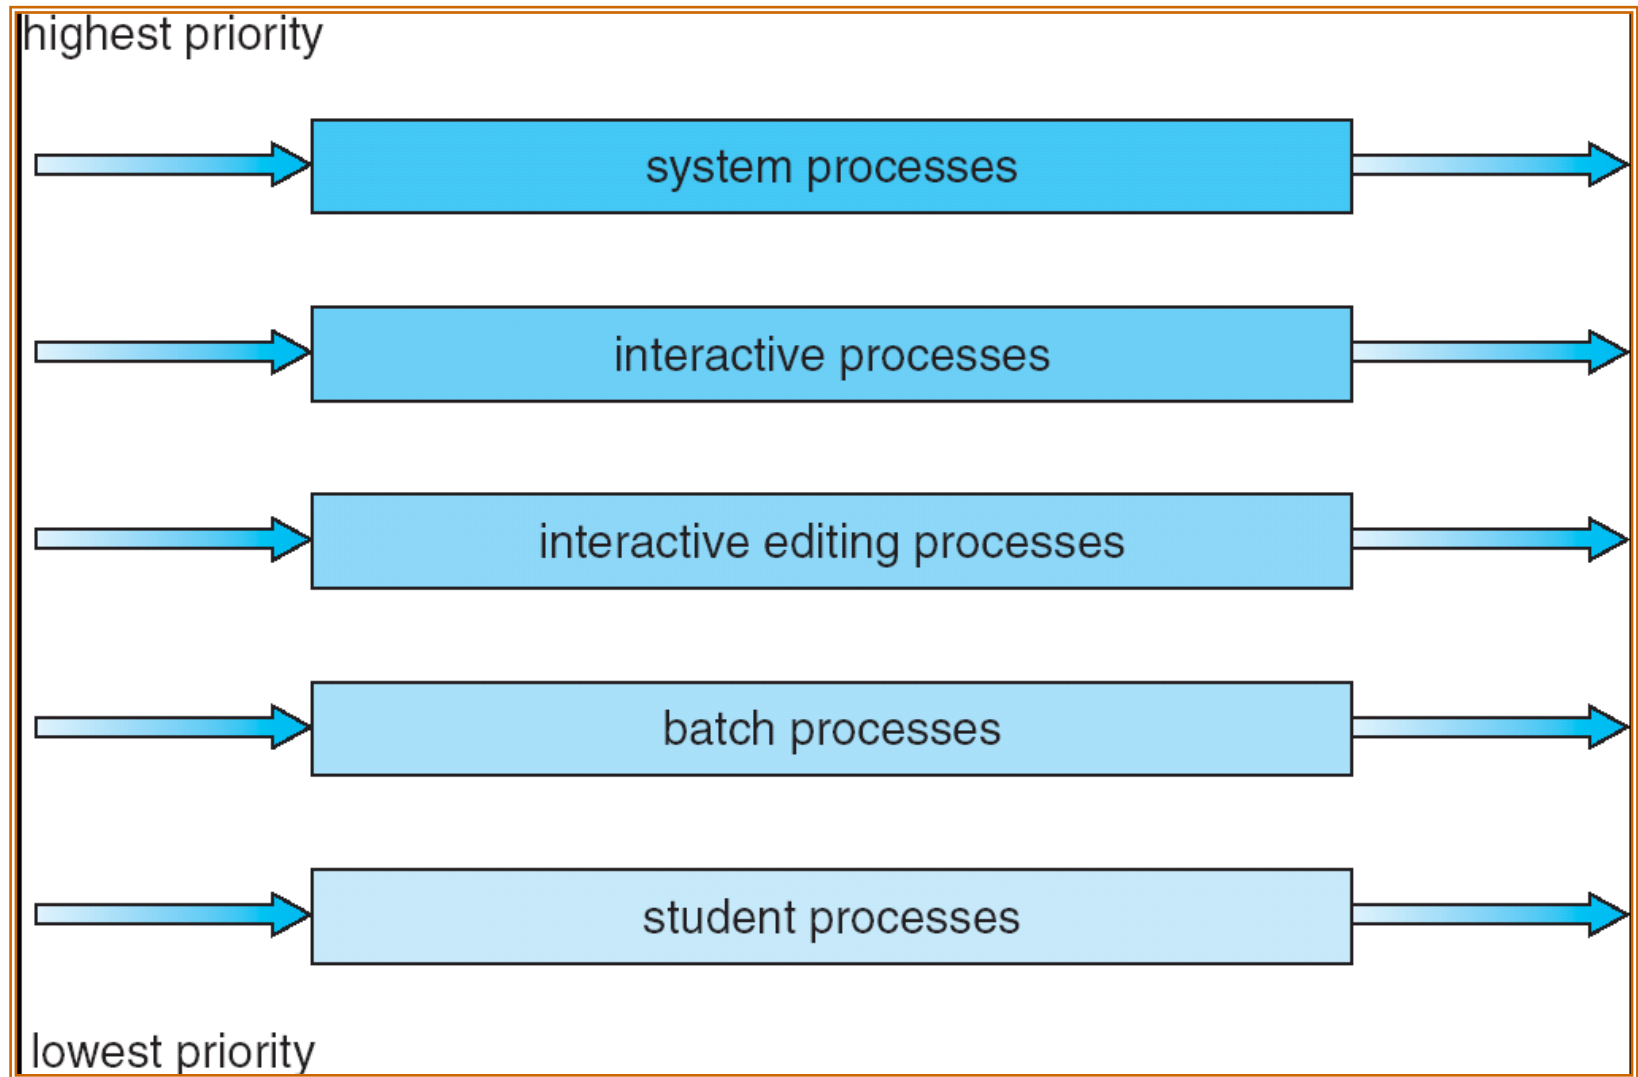 highest priority
system processes
interactive processes
interactive editing processes
batch processes
student processes
lowest priority